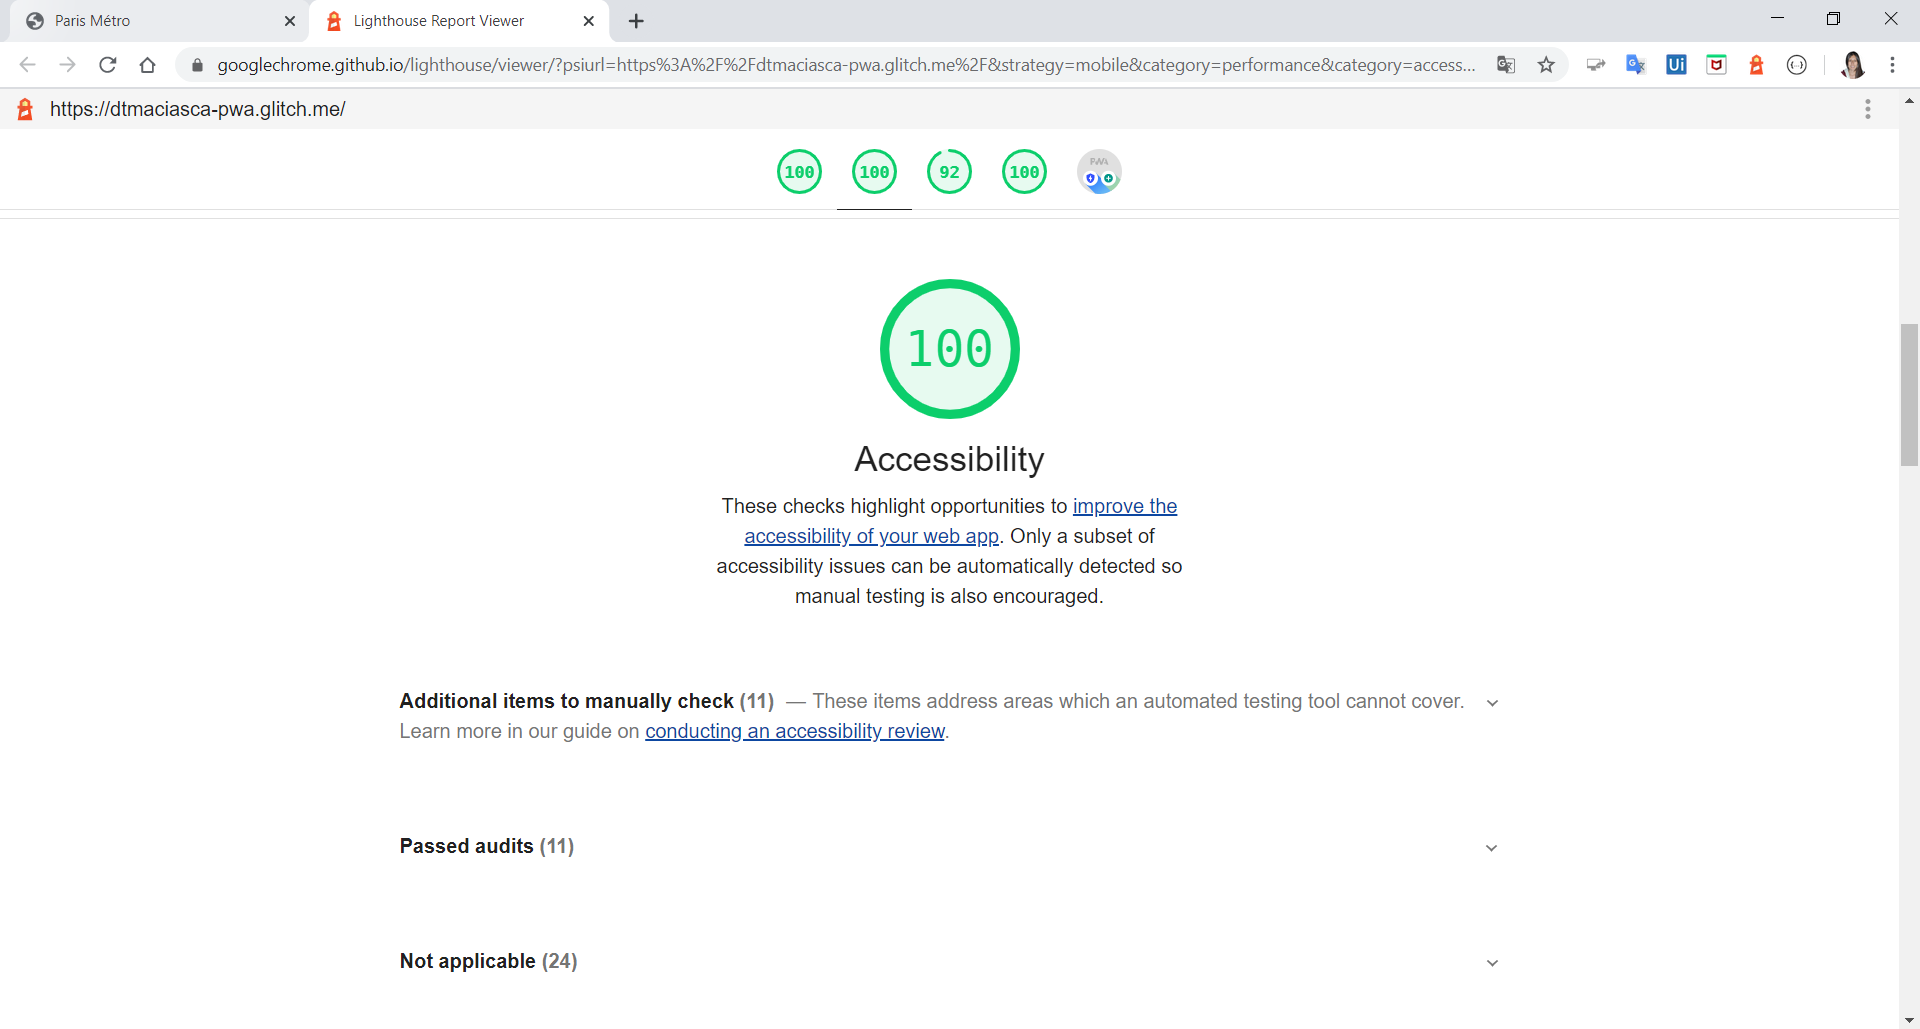 Paris Métro
Lighthouse Report Viewer
googlechrome.github.io/lighthouse/viewer/?psiurl=https%3A%2F%2Fdtmaciasca-pwa.glitch.me%2F&strategy=mobile&category=performance&category=access...
Ui
https://dtmaciasca-pwa.glitch.me/
100 100 92 100 PWA
100
Accessibility
These checks highlight opportunities to improve the
accessibility of your web app. Only a subset of
accessibility issues can be automatically detected so
manual testing is also encouraged.
Additional items to manually check (11) — These items address areas which an automated testing tool cannot cover.
Learn more in our guide on conducting an accessibility review.
Passed audits (11)
Not applicable (24)